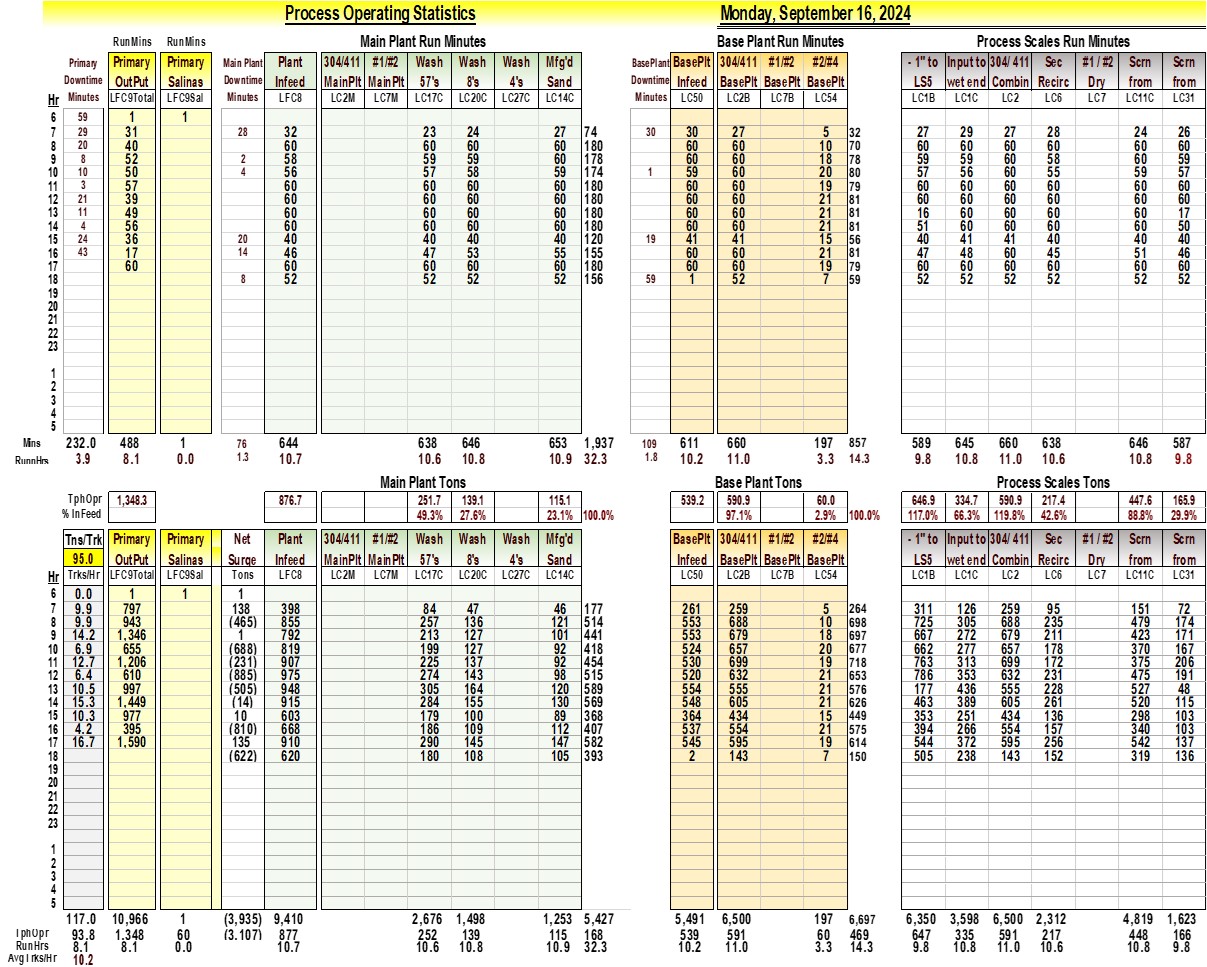 Process Operating Statistics Monday, September 16, 2024
RunMins RunMins Main Plant Run Minutes Base Plant Run Minutes Process Scales Run Minutes
Primary Primary Primary Main Plant Plant 304/411 #1/#2 Wash Wash Wash Mfg'd BasePlant BasePlt 304/411 #1/#2 #2/#4 - 1" to Input to 304/ 411 Sec #1 / #2 Scrn Scrn
Downtime OutPut Salinas Downtime Infeed MainPlt MainPlt 57's 8's 4's Sand Downtime Infeed BasePlt BasePlt BasePlt LS5 wet end Combin Recirc Dry from from
Hr Minutes LFC9Total LFC9Sal Minutes LFC8 LC2M LC7M LC17C LC20C LC27C LC14C Minutes LC50 LC2B LC7B LC54 LC1B LC1C LC2 LC6 LC7 LC11C LC31
6 59 1 1
7 29 31 28 32 23 24 27 74 30 30 27 5 32 27 29 27 28 24 26
8 20 40 60 60 60 60 180 60 60 10 70 60 60 60 60 60 60
9 8 52 2 58 59 59 60 178 60 60 18 78 59 59 60 58 60 59
10 10 50 4 56 57 58 59 174 1 59 60 20 80 57 56 60 55 59 57
11 3 57 60 60 60 60 180 60 60 19 79 60 60 60 60 60 60
12 21 39 60 60 60 60 180 60 60 21 81 60 60 60 60 60 60
13 11 49 60 60 60 60 180 60 60 21 81 16 60 60 60 60 17
14 4 56 60 60 60 60 180 60 60 21 81 51 60 60 60 60 50
15 24 36 20 40 40 40 40 120 19 41 41 15 56 40 41 41 40 40 40
16 43 17 14 46 47 53 55 155 60 60 21 81 47 48 60 45 51 46
17 60 60 60 60 60 180 60 60 19 79 60 60 60 60 60 60
18 8 52 52 52 52 156 59 1 52 7 59 52 52 52 52 52 52
19
20
21
22
23
1
2
3
4
5
Mins 232.0 488 1 76 644 638 646 653 1,937 109 611 660 197 857 589 645 660 638 646 587
RunnHrs 3.9 8.1 0.0 1.3 10.7 10.6 10.8 10.9 32.3 1.8 10.2 11.0 3.3 14.3 9.8 10.8 11.0 10.6 10.8 9.8
Main Plant Tons Base Plant Tons Process Scales Tons
TphOpr 1,348.3 876.7 251.7 139.1 115.1 539.2 590.9 60.0 646.9 334.7 590.9 217.4 447.6 165.9
% InFeed 49.3% 27.6% 23.1% 100.0% 97.1% 2.9% 100.0% 117.0% 66.3% 119.8% 42.6% 88.8% 29.9%
Tns/Trk Primary Primary Net Plant 304/411 #1/#2 Wash Wash Wash Mfg'd BasePlt 304/411 #1/#2 #2/#4 - 1" to Input to 304/ 411 Sec #1 / #2 Scrn Scrn
95.0 OutPut Salinas Surge Infeed MainPlt MainPlt 57's 8's 4's Sand Infeed BasePlt BasePlt BasePlt LS5 wet end Combin Recirc Dry from from
Hr Trks/Hr LFC9Total LFC9Sal Tons LFC8 LC2M LC7M LC17C LC20C LC27C LC14C LC50 LC2B LC7B LC54 LC1B LC1C LC2 LC6 LC7 LC11C LC31
6 0.0 1 1 1
7 9.9 797 138 398 84 47 46 177 261 259 5 264 311 126 259 95 151 72
8 9.9 943 (465) 855 257 136 121 514 553 688 10 698 725 305 688 235 479 174
9 14.2 1,346 1 792 213 127 101 441 553 679 18 697 667 272 679 211 423 171
10 6.9 655 (688) 819 199 127 92 418 524 657 20 677 662 277 657 178 370 167
11 12.7 1,206 (231) 907 225 137 92 454 530 699 19 718 763 313 699 172 375 206
12 6.4 610 (885) 975 274 143 98 515 520 632 21 653 786 353 632 231 475 191
13 10.5 997 (505) 948 305 164 120 589 554 555 21 576 177 436 555 228 527 48
14 15.3 1,449 (14) 915 284 155 130 569 548 605 21 626 463 389 605 261 520 115
15 10.3 977 10 603 179 100 89 368 364 434 15 449 353 251 434 136 298 103
16 4.2 395 (810) 668 186 109 112 407 537 554 21 575 394 266 554 157 340 103
17 16.7 1,590 135 910 290 145 147 582 545 595 19 614 544 372 595 256 542 137
18 (622) 620 180 108 105 393 2 143 7 150 505 238 143 152 319 136
19
20
21
22
23
1
2
3
4
5
117.0 10,966 1 (3,935) 9,410 2,676 1,498 1,253 5,427 5,491 6,500 197 6,697 6,350 3,598 6,500 2,312 4,819 1,623
TphOpr 93.8 1,348 60 (3.107) 877 252 139 115 168 539 591 60 469 647 335 591 217 448 166
RunHrs 8.1 8.1 0.0 10.7 10.6 10.8 10.9 32.3 10.2 11.0 3.3 14.3 9.8 10.8 11.0 10.6 10.8 9.8
Avg Trks/Hr 10.2